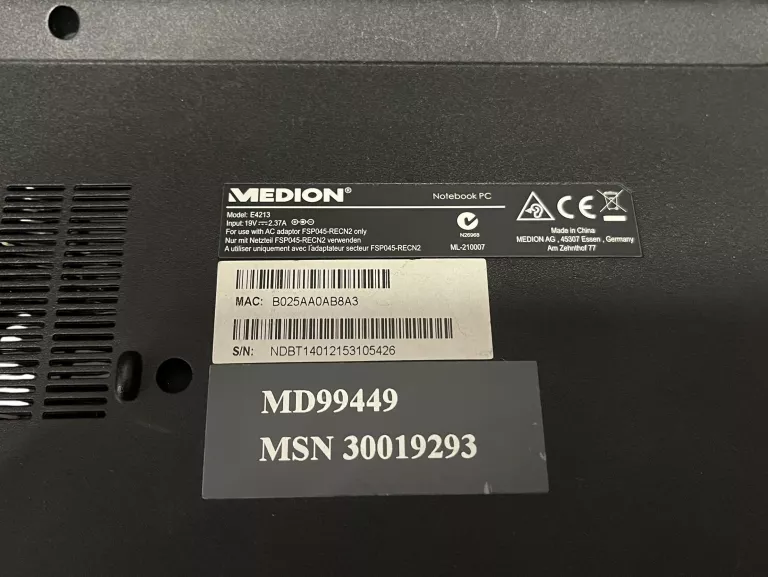 MEDION®
Notebook PC
Model: E4213
Input: 19V 2.37A
For use with AC adaptor FSP045-RECN2 only
Nur mit Netzteil FSP045-RECN2 verwenden
A utiliser uniquement avec l'adaptateur secteur FSP045-RECN2
N26968
ML-210007
CE
Made in China
MEDION AG , 45307 Essen , Germany
Am Zehnthof 77
MAC: B025AA0AB8A3
S/N: NDBT14012153105426
MD99449
MSN 30019293